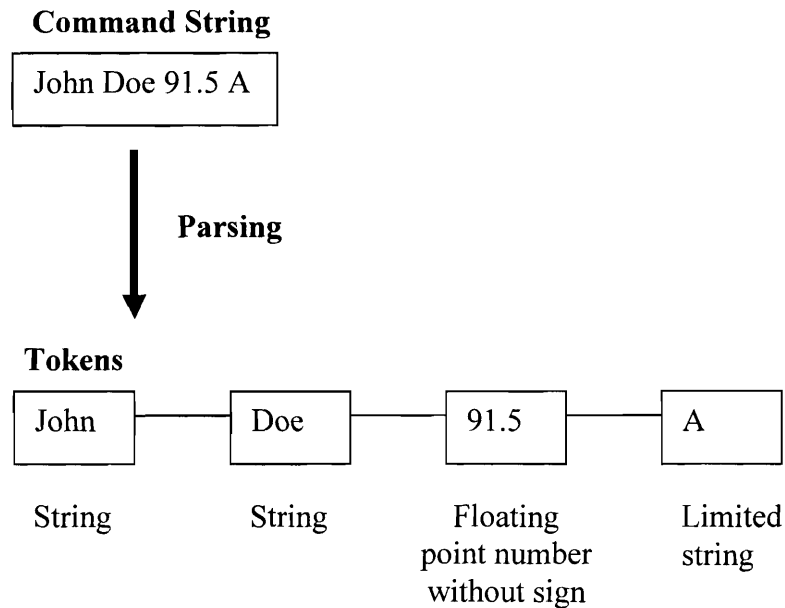 Command String
John Doe 91.5 A
Parsing
Tokens
John
Doe
91.5
A
String
String
Floating
point number
without sign
Limited
string